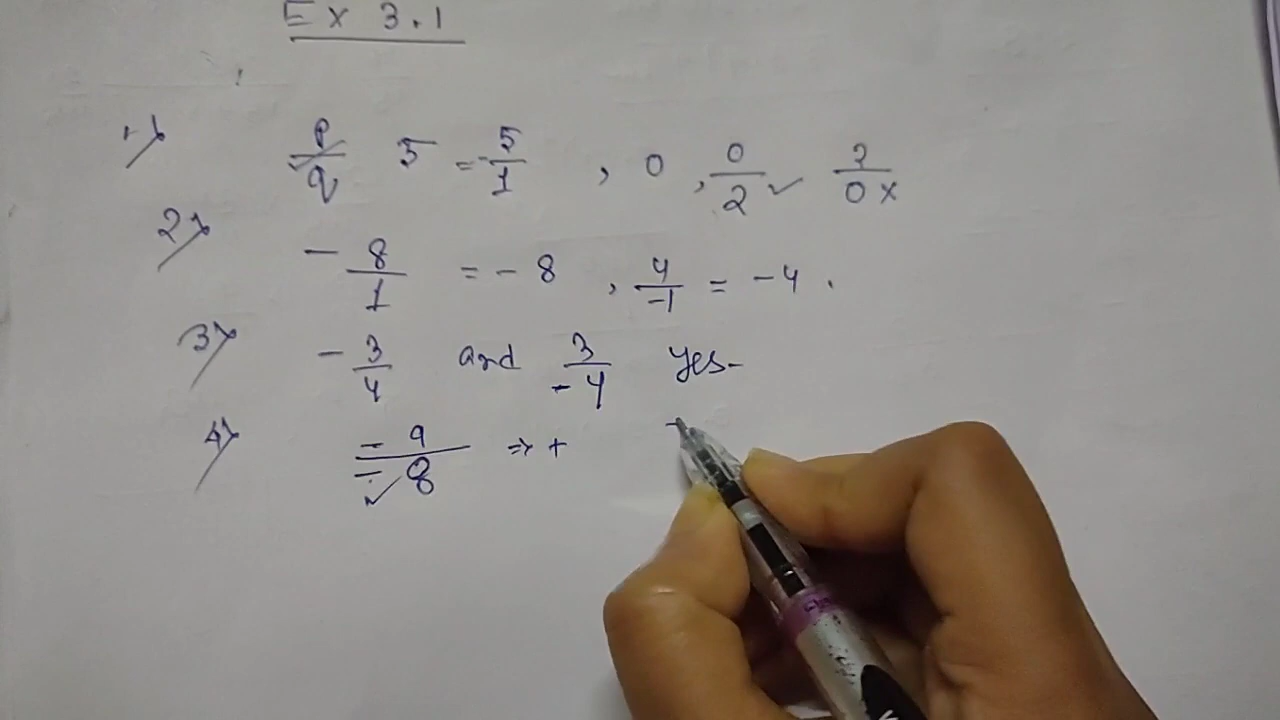 Ex 3.1
1) p/q 5 = 5/1 , 0 , 0/2 ✓ 2/0 x
2) - 8/1 = - 8 , 4/-1 = - 4 .
3) - 3/4 and 3/-4 Yes-
4) - 9/- 8 ✓ ⇒ +